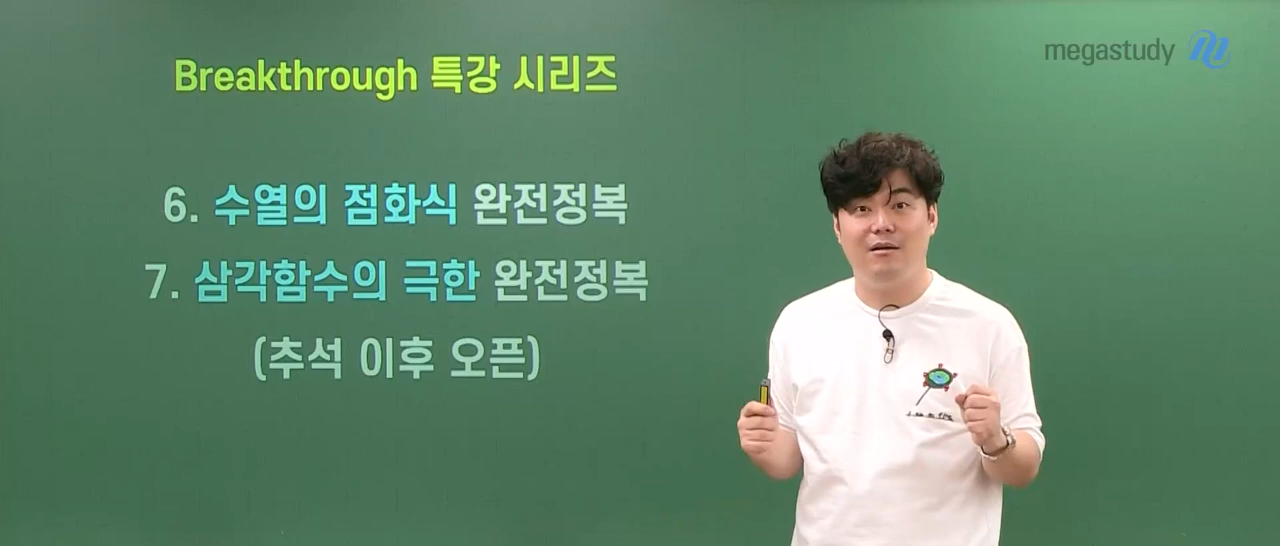 megastudy
Breakthrough 특강 시리즈
6. 수열의 점화식 완전정복
7. 삼각함수의 극한 완전정복
(추석 이후 오픈)